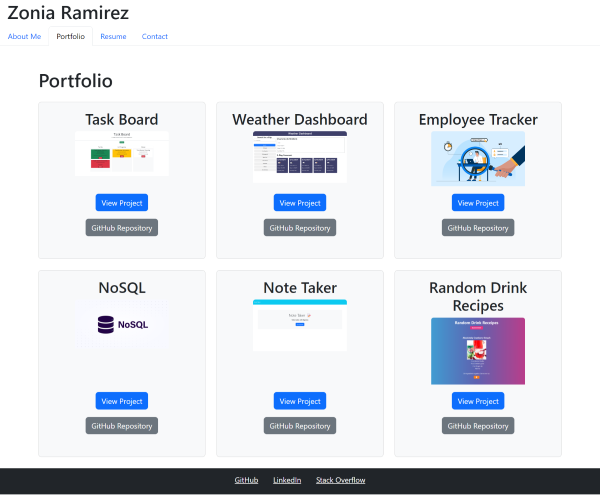 Zonia Ramirez
About Me Portfolio Resume Contact
Portfolio
Task Board Weather Dashboard Employee Tracker
Task Board
Weather Dashboard
View Project View Project View Project
GitHub Repository GitHub Repository GitHub Repository
NoSQL Note Taker Random Drink
Recipes
NoSQL
Random Drink Recipes
View Project View Project View Project
GitHub Repository GitHub Repository GitHub Repository
GitHub LinkedIn Stack Overflow